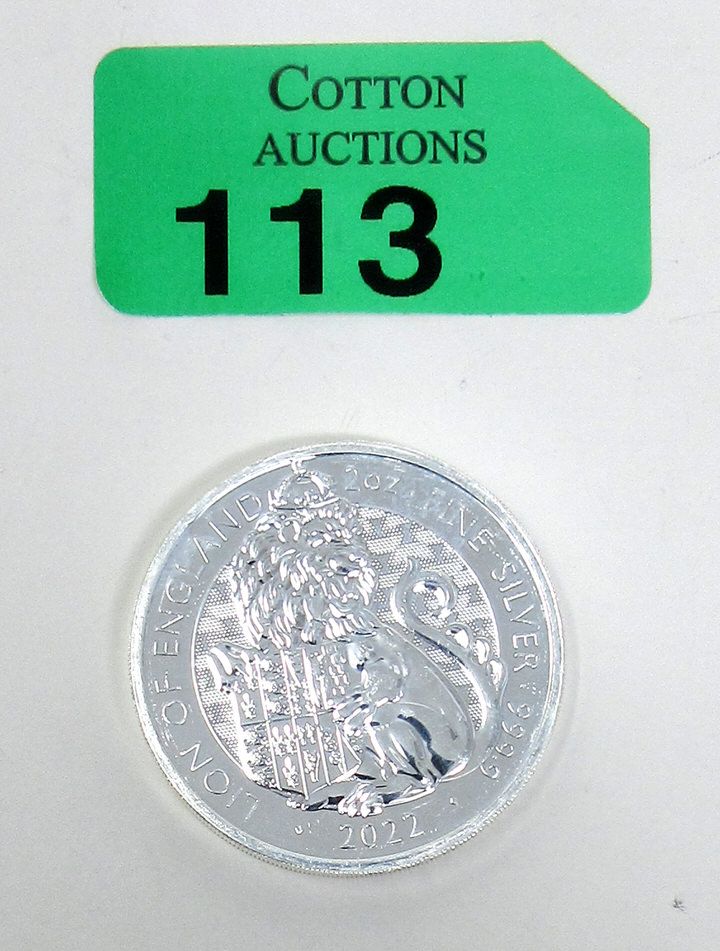 COTTON
AUCTIONS
113
LION OF ENGLAND 2oz FINE SILVER 999.9
2022